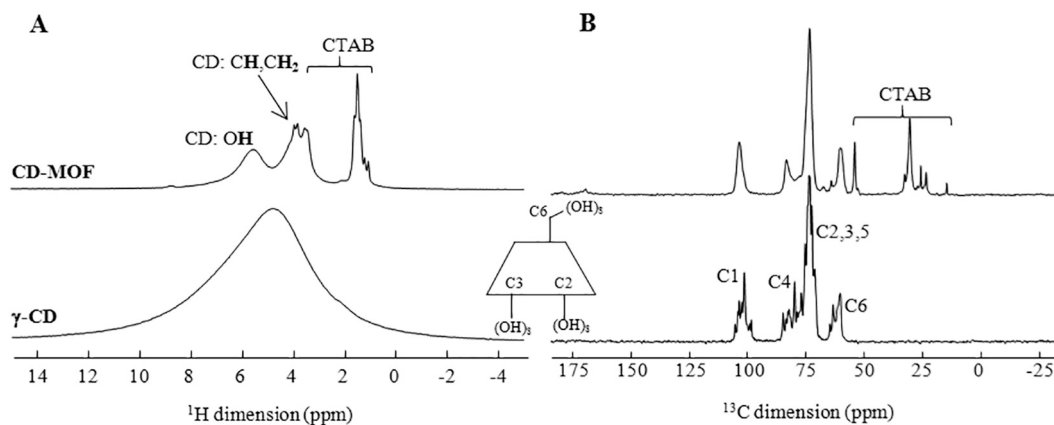 A
CTAB
CD: CH,CH₂
CD: OH
CD-MOF
γ-CD
14 12 10 8 6 4 2 0 -2 -4
¹H dimension (ppm)
C6 (OH)₈
C3 C2
(OH)₈ (OH)₈
B
CTAB
C2,3,5
C1 C4
C6
175 150 125 100 75 50 25 0 -25
¹³C dimension (ppm)